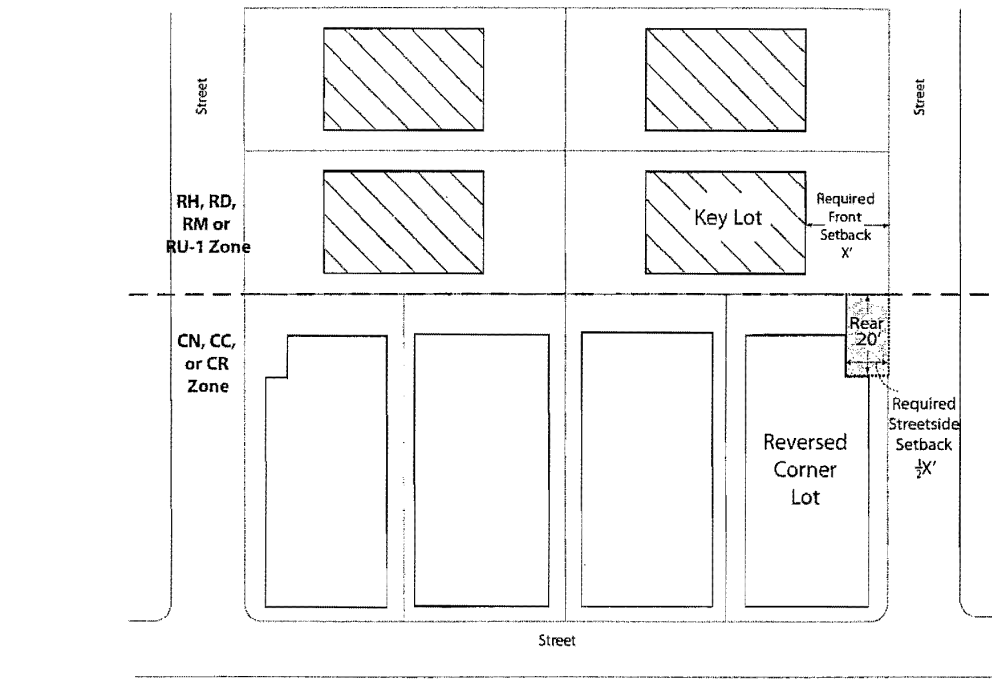 Street
Street
RH, RD,
RM or
RU-1 Zone
Key Lot
Required
Front
Setback
X'
CN, CC,
or CR
Zone
Rear
20'
Required
Streetside
Setback
½X'
Reversed
Corner
Lot
Street